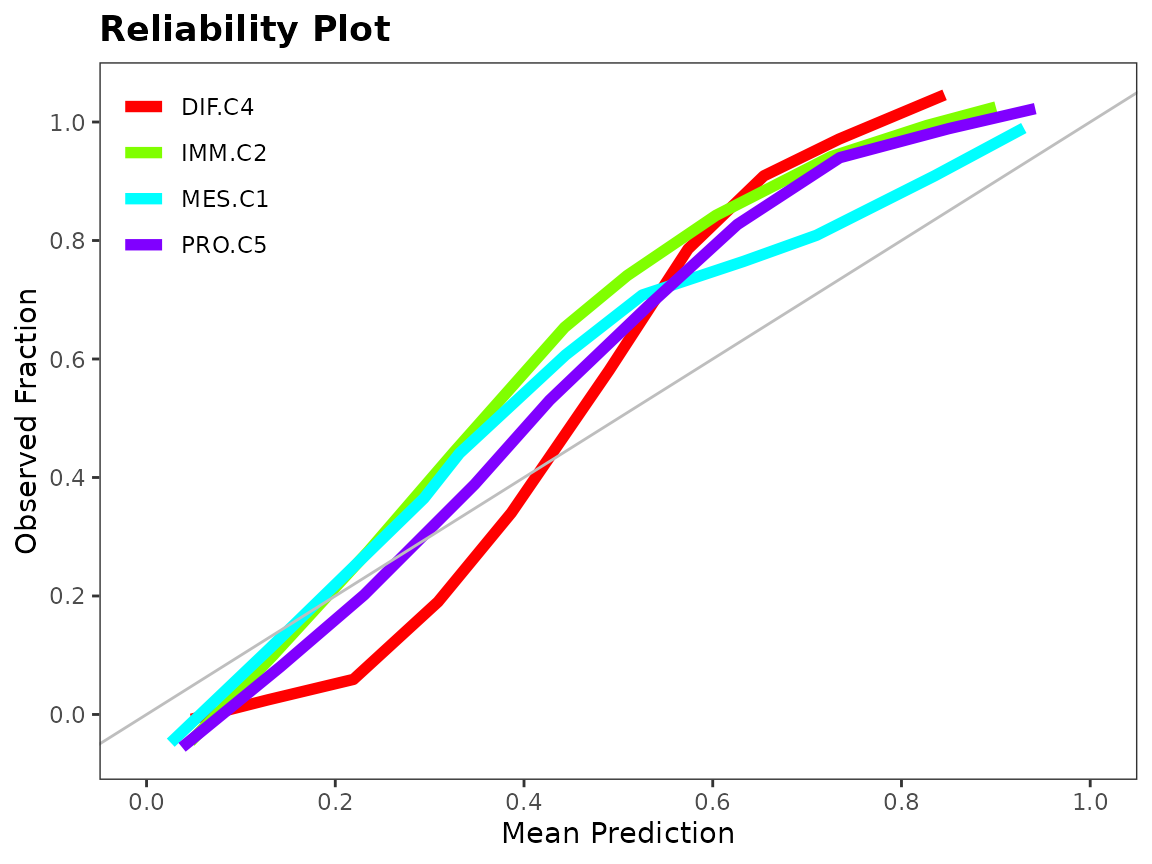 Reliability Plot
DIF.C4
IMM.C2
MES.C1
PRO.C5
1.0
0.8
0.6
0.4
0.2
0.0
Observed Fraction
0.0 0.2 0.4 0.6 0.8 1.0
Mean Prediction